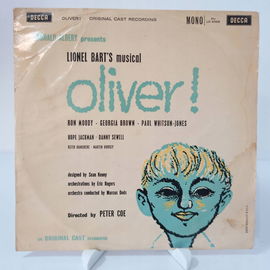 DECCA
OLIVER! ORIGINAL CAST RECORDING
MONO
DECCA
DONALD ALBERY presents
LIONEL BART'S musical
oliver!
RON MOODY · GEORGIA BROWN · PAUL WHITSUN-JONES
HOPE JACKMAN · DANNY SEWELL
designed by Sean Kenny
orchestrations by Eric Rogers
orchestra conducted by Marcus Dods
Directed by PETER COE
ORIGINAL CAST